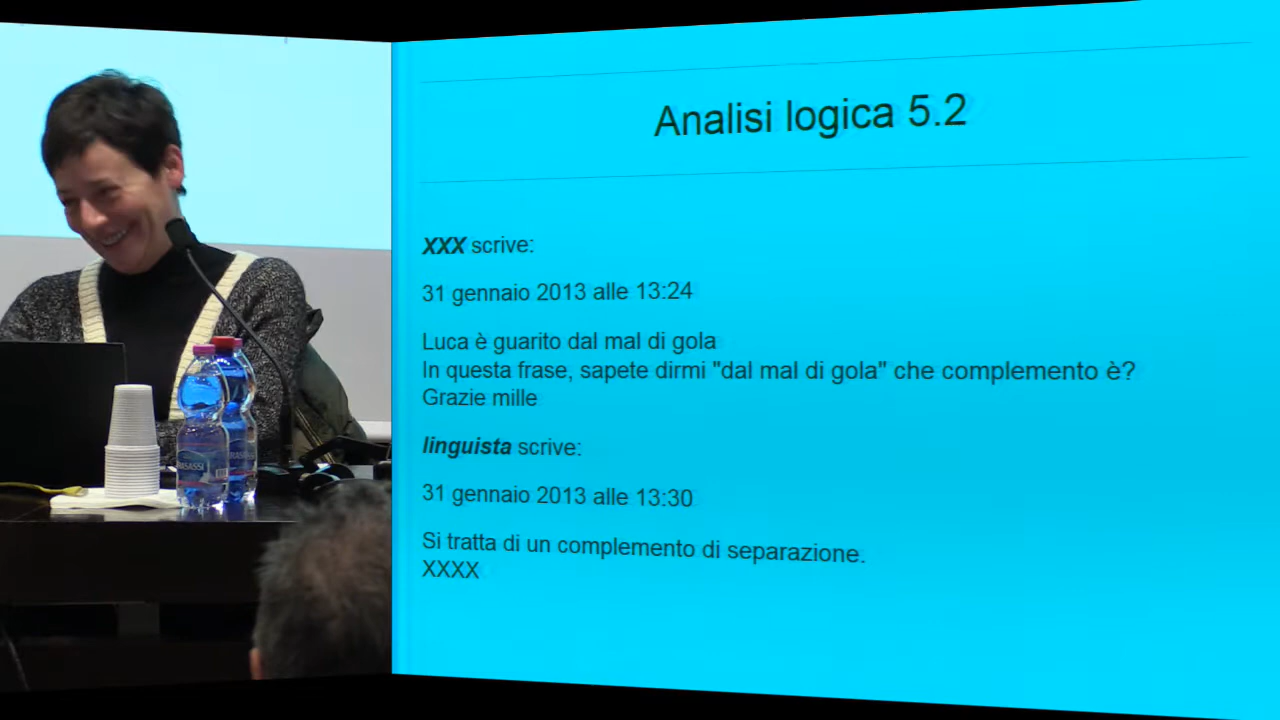 Analisi logica 5.2
XXX scrive:
31 gennaio 2013 alle 13:24
Luca è guarito dal mal di gola
In questa frase, sapete dirmi "dal mal di gola" che complemento è?
Grazie mille
linguista scrive:
31 gennaio 2013 alle 13:30
Si tratta di un complemento di separazione.
XXXX